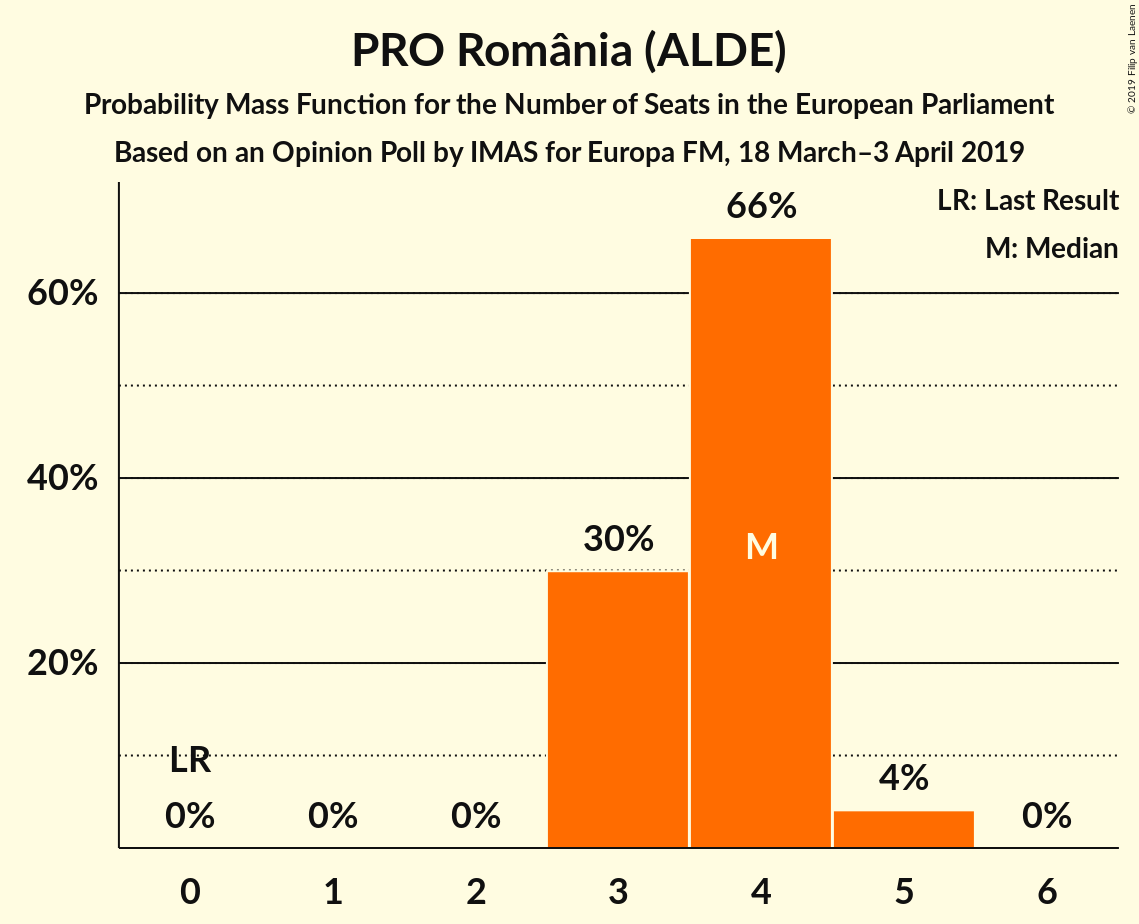 PRO România (ALDE)
Probability Mass Function for the Number of Seats in the European Parliament
Based on an Opinion Poll by IMAS for Europa FM, 18 March–3 April 2019
© 2019 Filip van Laenen
LR: Last Result
M: Median
66%
60%
40%
30%
M
20%
LR
4%
0%
0%
0%
0%
0 1 2 3 4 5 6